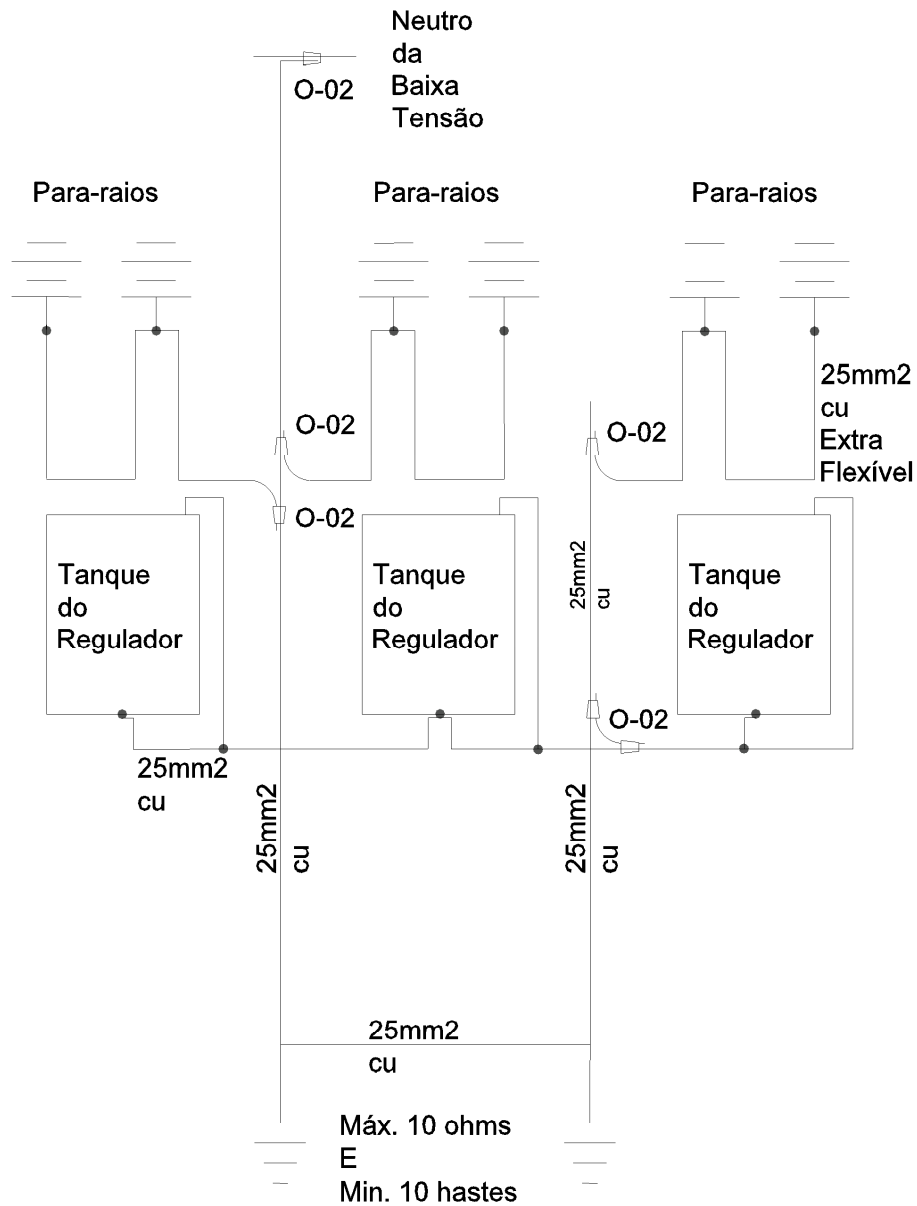 Neutro
da
Baixa
Tensão
O-02
Para-raios
Para-raios
Para-raios
25mm2
cu
Extra
Flexível
O-02
O-02
O-02
Tanque
do
Regulador
Tanque
do
Regulador
25mm2
cu
Tanque
do
Regulador
O-02
25mm2
cu
25mm2
cu
25mm2
cu
25mm2
cu
Máx. 10 ohms
E
Min. 10 hastes